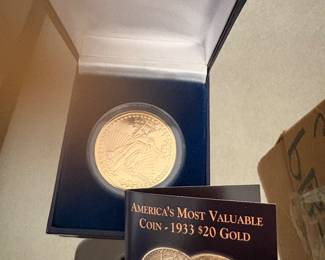 AMERICA'S MOST VALUABLE
COIN - 1933 $20 GOLD